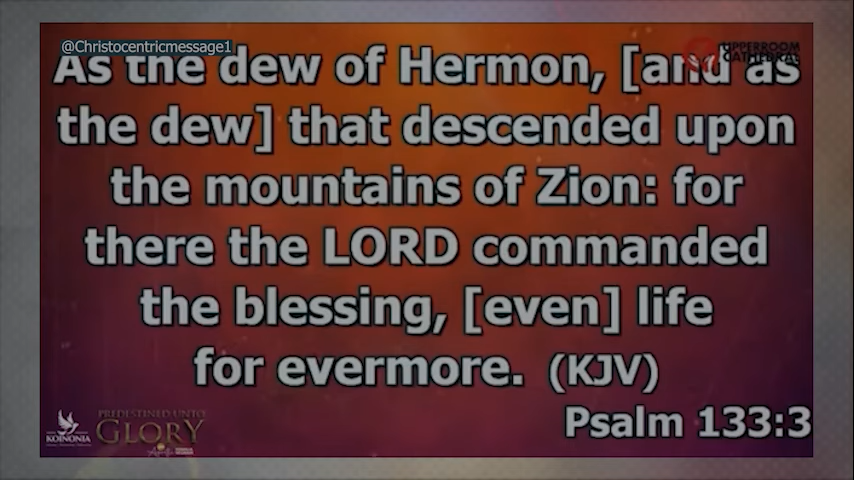 @Christocentricmessage1
UPPERROOM
CATHEDRAL
As the dew of Hermon, [and as
the dew] that descended upon
the mountains of Zion: for
there the LORD commanded
the blessing, [even] life
for evermore. (KJV)
Psalm 133:3
KOINONIA
PREDESTINED UNTO
GLORY